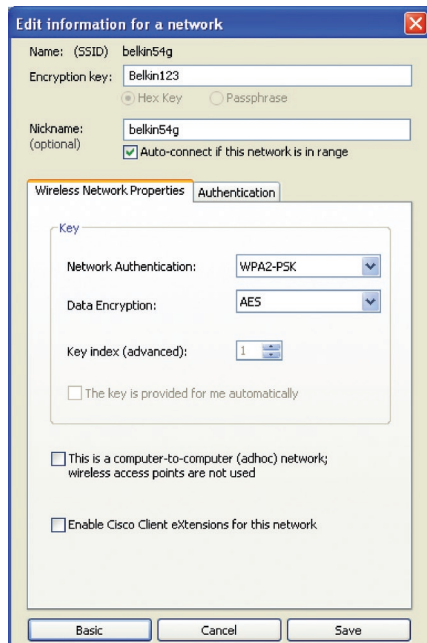 Edit information for a network
Name: (SSID) belkin54g
Encryption key: Belkin123
Hex Key Passphrase
Nickname: belkin54g
(optional)
Auto-connect if this network is in range
Wireless Network Properties Authentication
Key
Network Authentication: WPA2-PSK
Data Encryption: AES
Key index (advanced): 1
The key is provided for me automatically
This is a computer-to-computer (adhoc) network;
wireless access points are not used
Enable Cisco Client eXtensions for this network
Basic Cancel Save